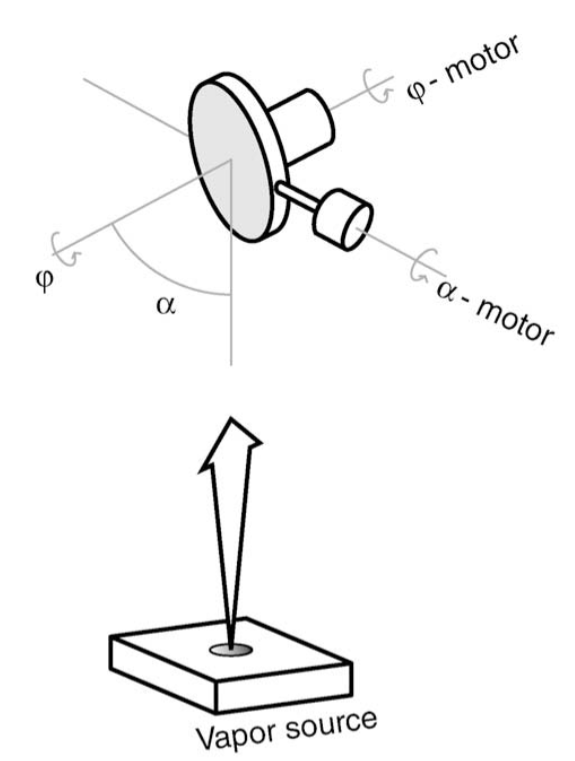 φ - motor
φ
α
α - motor
Vapor source